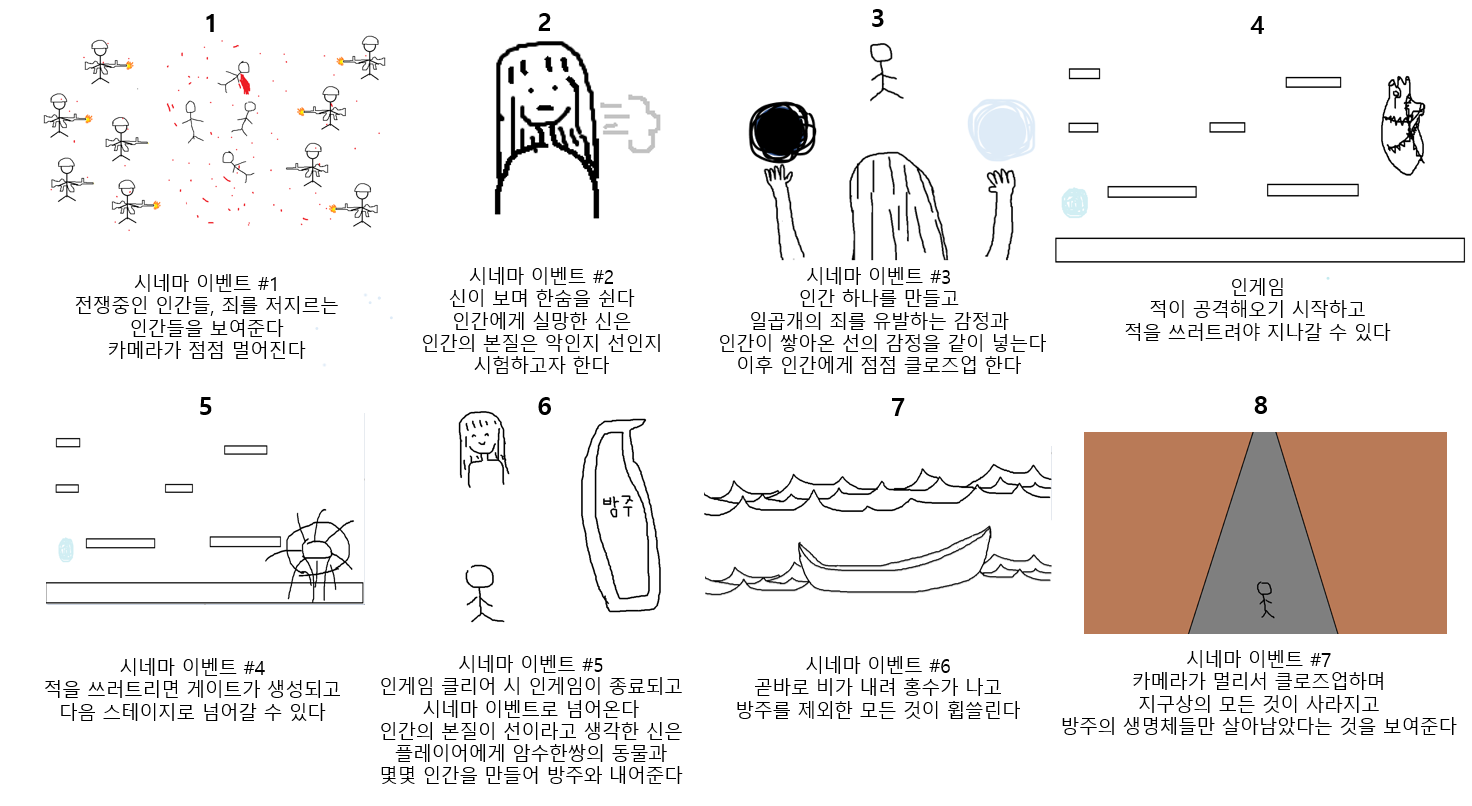 1
시네마 이벤트 #1
전쟁중인 인간들, 죄를 저지르는
인간들을 보여준다
카메라가 점점 멀어진다
2
시네마 이벤트 #2
신이 보며 한숨을 쉰다
인간에게 실망한 신은
인간의 본질은 악인지 선인지
시험하고자 한다
3
시네마 이벤트 #3
인간 하나를 만들고
일곱개의 죄를 유발하는 감정과
인간이 쌓아온 선의 감정을 같이 넣는다
이후 인간에게 점점 클로즈업 한다
4
인게임
적이 공격해오기 시작하고
적을 쓰러트려야 지나갈 수 있다
5
시네마 이벤트 #4
적을 쓰러트리면 게이트가 생성되고
다음 스테이지로 넘어갈 수 있다
6
방주
시네마 이벤트 #5
인게임 클리어 시 인게임이 종료되고
시네마 이벤트로 넘어온다
인간의 본질이 선이라고 생각한 신은
플레이어에게 암수한쌍의 동물과
몇몇 인간을 만들어 방주와 내어준다
7
시네마 이벤트 #6
곧바로 비가 내려 홍수가 나고
방주를 제외한 모든 것이 휩쓸린다
8
시네마 이벤트 #7
카메라가 멀리서 클로즈업하며
지구상의 모든 것이 사라지고
방주의 생명체들만 살아남았다는 것을 보여준다